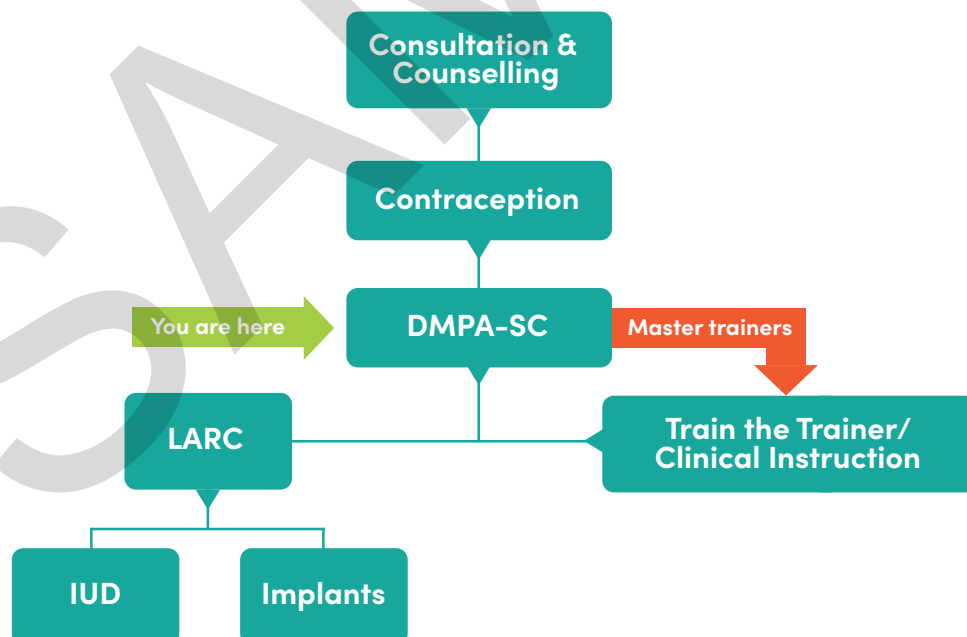 Consultation &
Counselling
Contraception
You are here
DMPA-SC
Master trainers
LARC
Train the Trainer/
Clinical Instruction
IUD
Implants